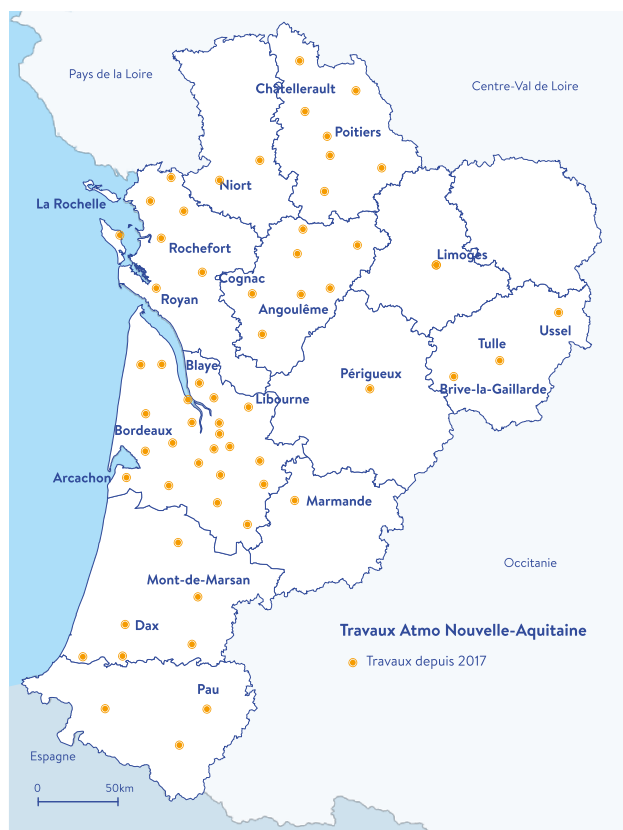 Pays de la Loire
Centre-Val de Loire
Châtellerault
Poitiers
Niort
La Rochelle
Rochefort
Limoges
Cognac
Royan
Angoulême
Ussel
Tulle
Blaye
Périgueux
Brive-la-Gaillarde
Libourne
Bordeaux
Arcachon
Marmande
Occitanie
Mont-de-Marsan
Dax
Travaux Atmo Nouvelle-Aquitaine
Travaux depuis 2017
Pau
Espagne
0 50km